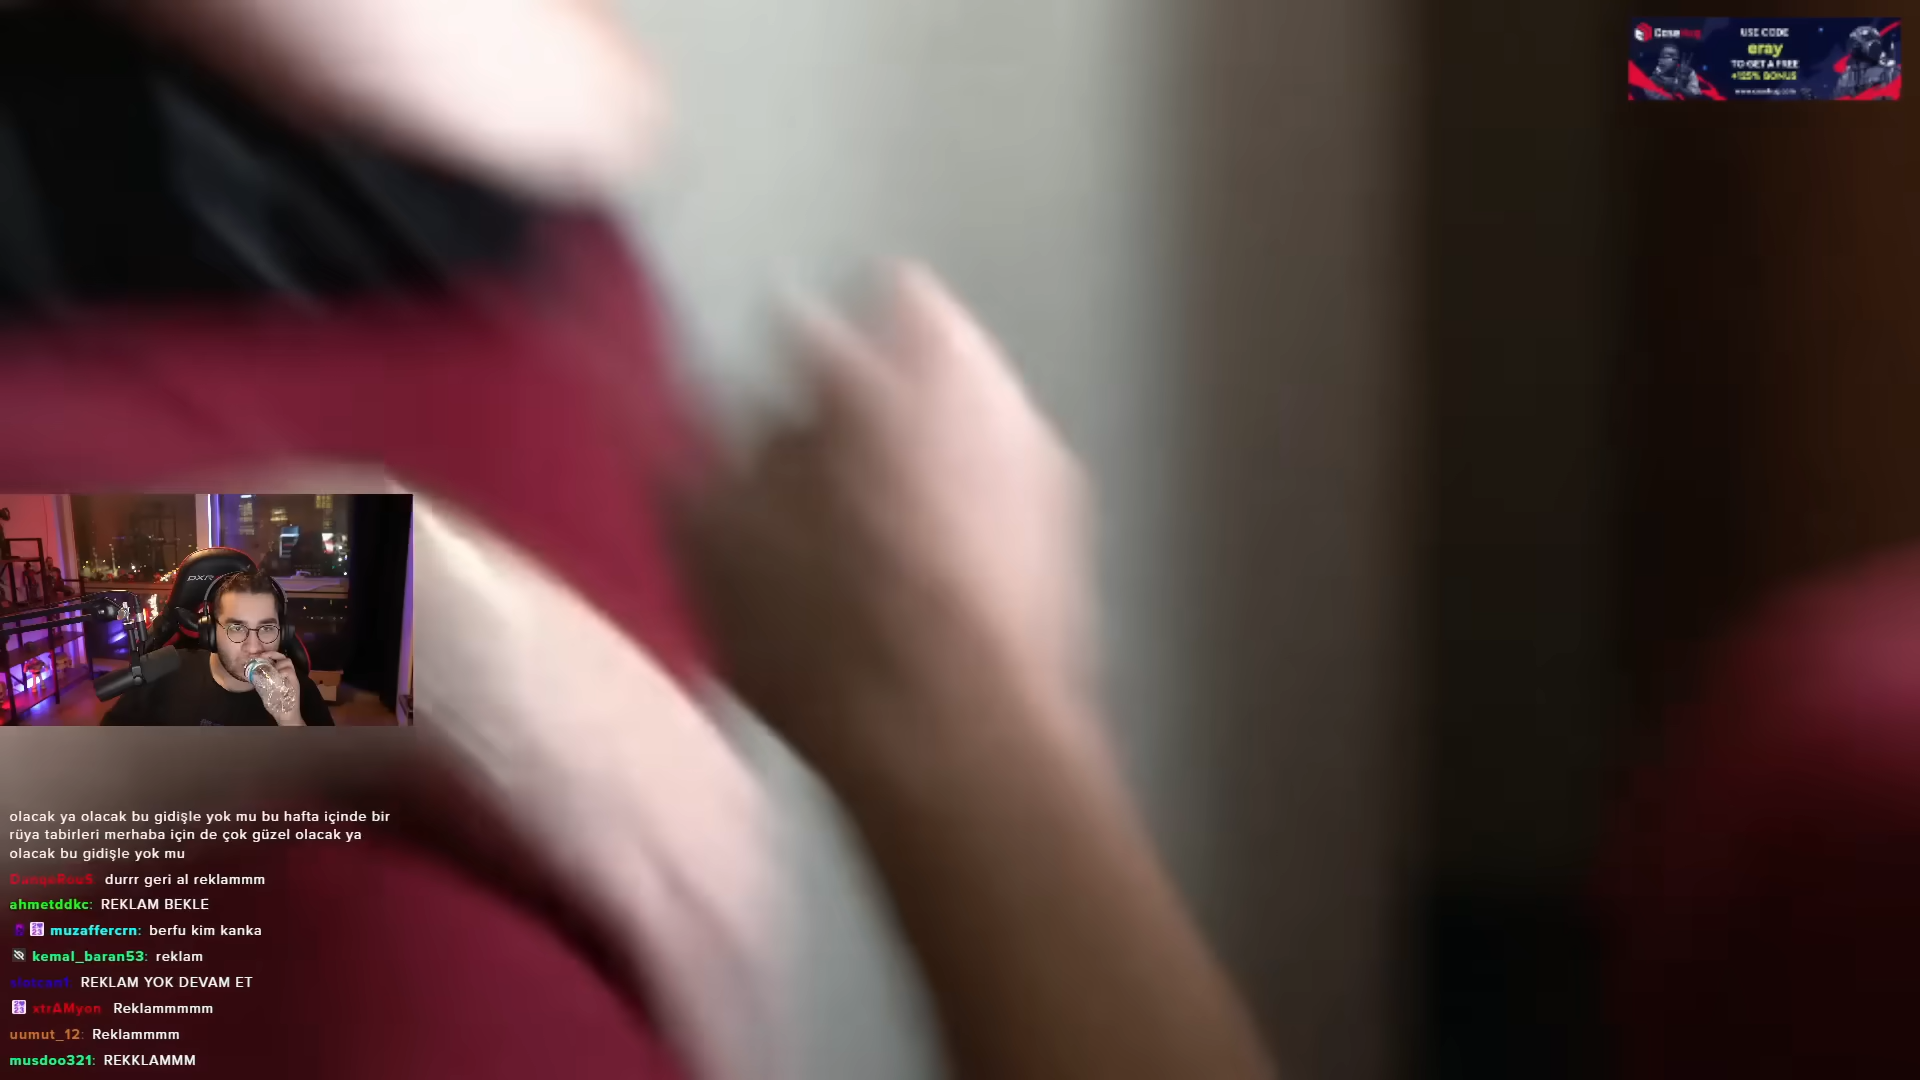 USE CODE
eray
TO GET A FREE
BONUS
olacak ya olacak bu gidişle yok mu bu hafta içinde bir
rüya tabirleri merhaba için de çok güzel olacak ya
olacak bu gidişle yok mu
DangeRouS: durrr geri al reklammm
ahmetddkc: REKLAM BEKLE
muzaffercrn: berfu kim kanka
kemal_baran53: reklam
REKLAM YOK DEVAM ET
xtrAMyon Reklammmmm
uumut_12: Reklammmm
musdoo321: REKKLAMMM